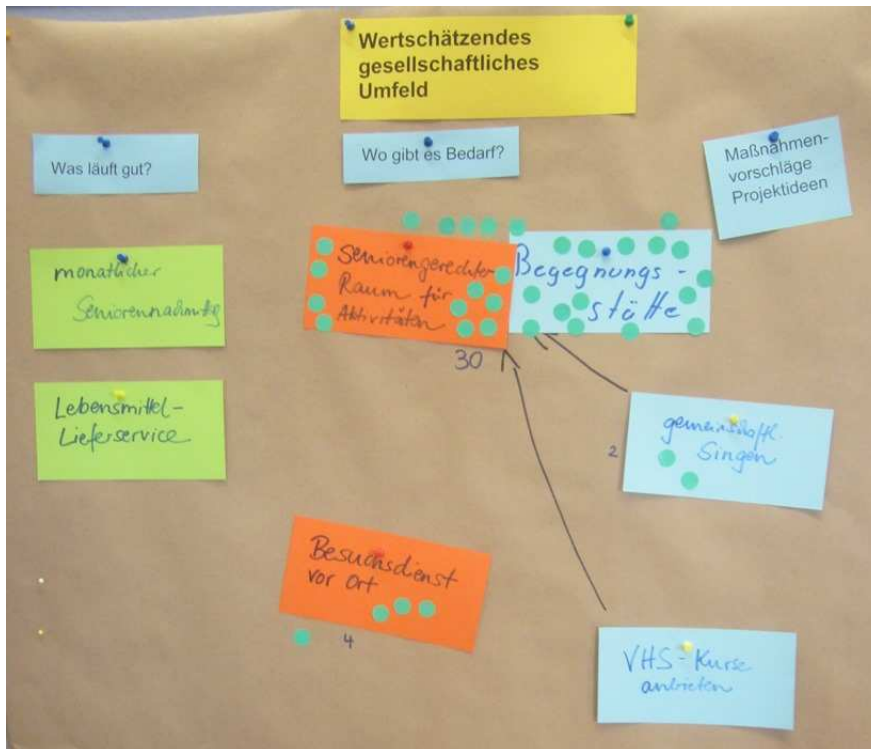 Wertschätzendes
gesellschaftliches
Umfeld
Was läuft gut?
Wo gibt es Bedarf?
Maßnahmen-
vorschläge
Projektideen
monatlicher
Seniorennachmittag
Lebensmittel-
Lieferservice
Seniorengerechter
Raum für
Aktivitäten
30
Begegnungs-
stätte
Besuchsdienst
vor Ort
4
gemeinschaftl.
Singen
2
VHS-Kurse
anbieten